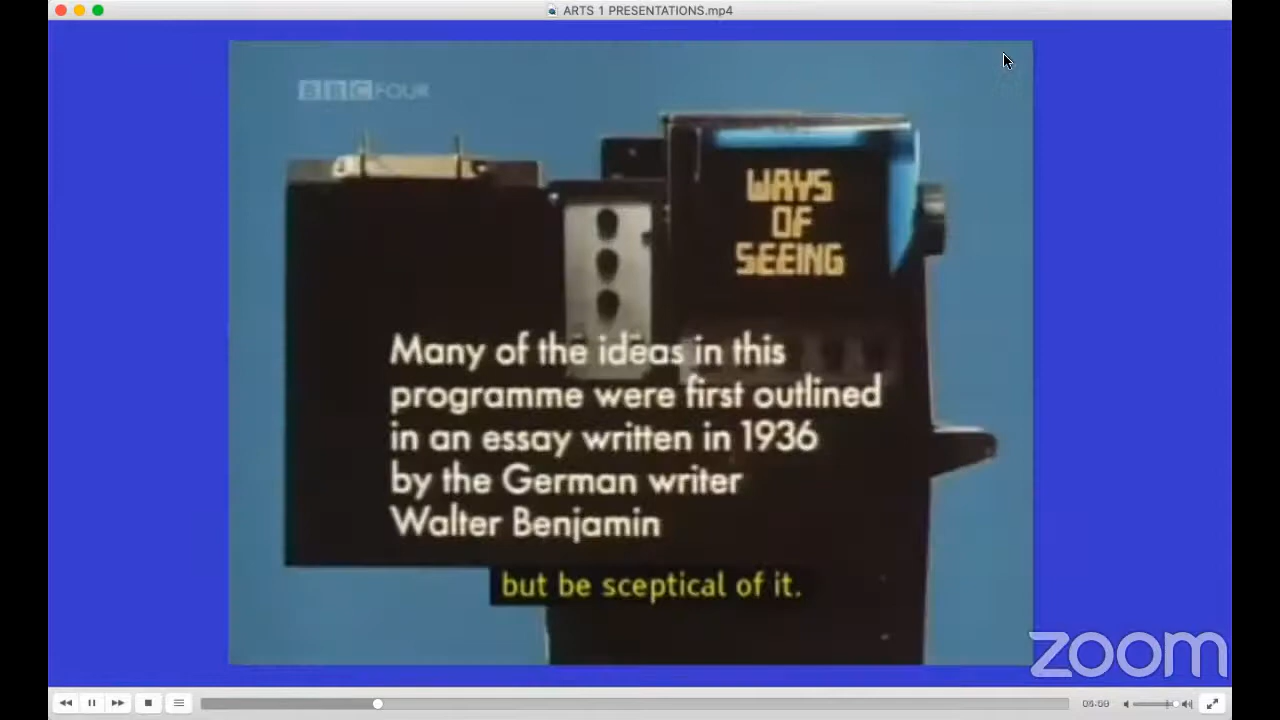 ARTS 1 PRESENTATIONS.mp4
BBC FOUR
WAYS
OF
SEEING
Many of the ideas in this
programme were first outlined
in an essay written in 1936
by the German writer
Walter Benjamin
but be sceptical of it.
zoom